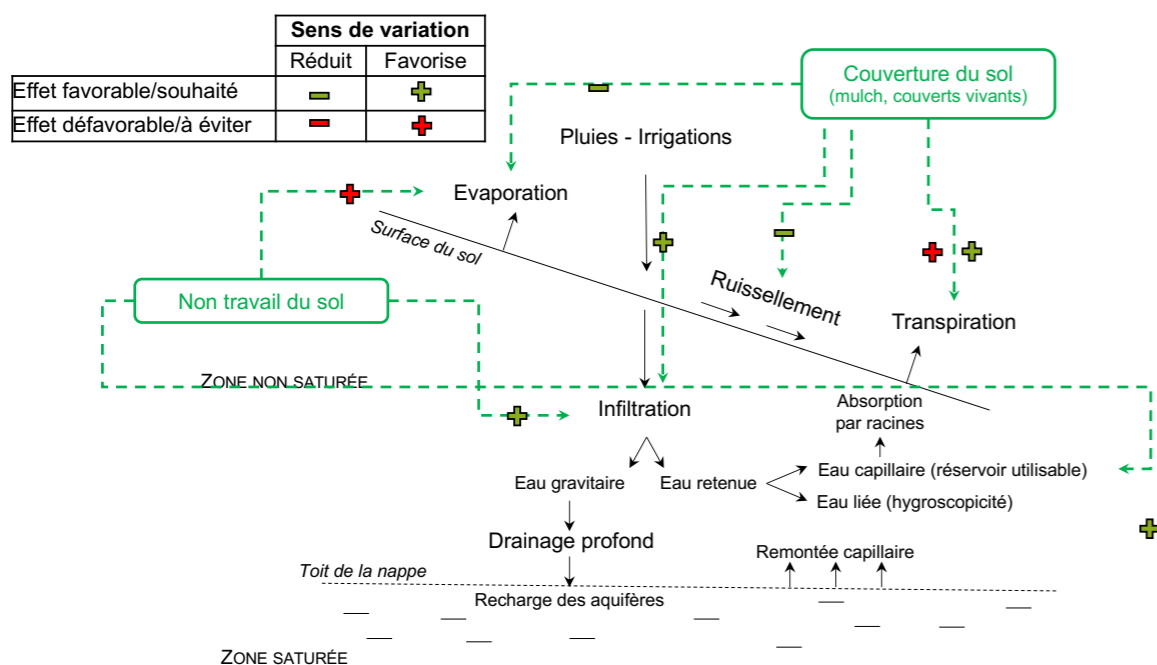 Sens de variation
Réduit Favorise
Effet favorable/souhaité
Effet défavorable/à éviter
Couverture du sol
(mulch, couverts vivants)
Pluies - Irrigations
Evaporation
Surface du sol
Non travail du sol
Ruissellement
Transpiration
ZONE NON SATURÉE
Infiltration
Absorption
par racines
Eau gravitaire
Eau retenue
Eau capillaire (réservoir utilisable)
Eau liée (hygroscopicité)
Drainage profond
Remontée capillaire
Toit de la nappe
Recharge des aquifères
ZONE SATURÉE